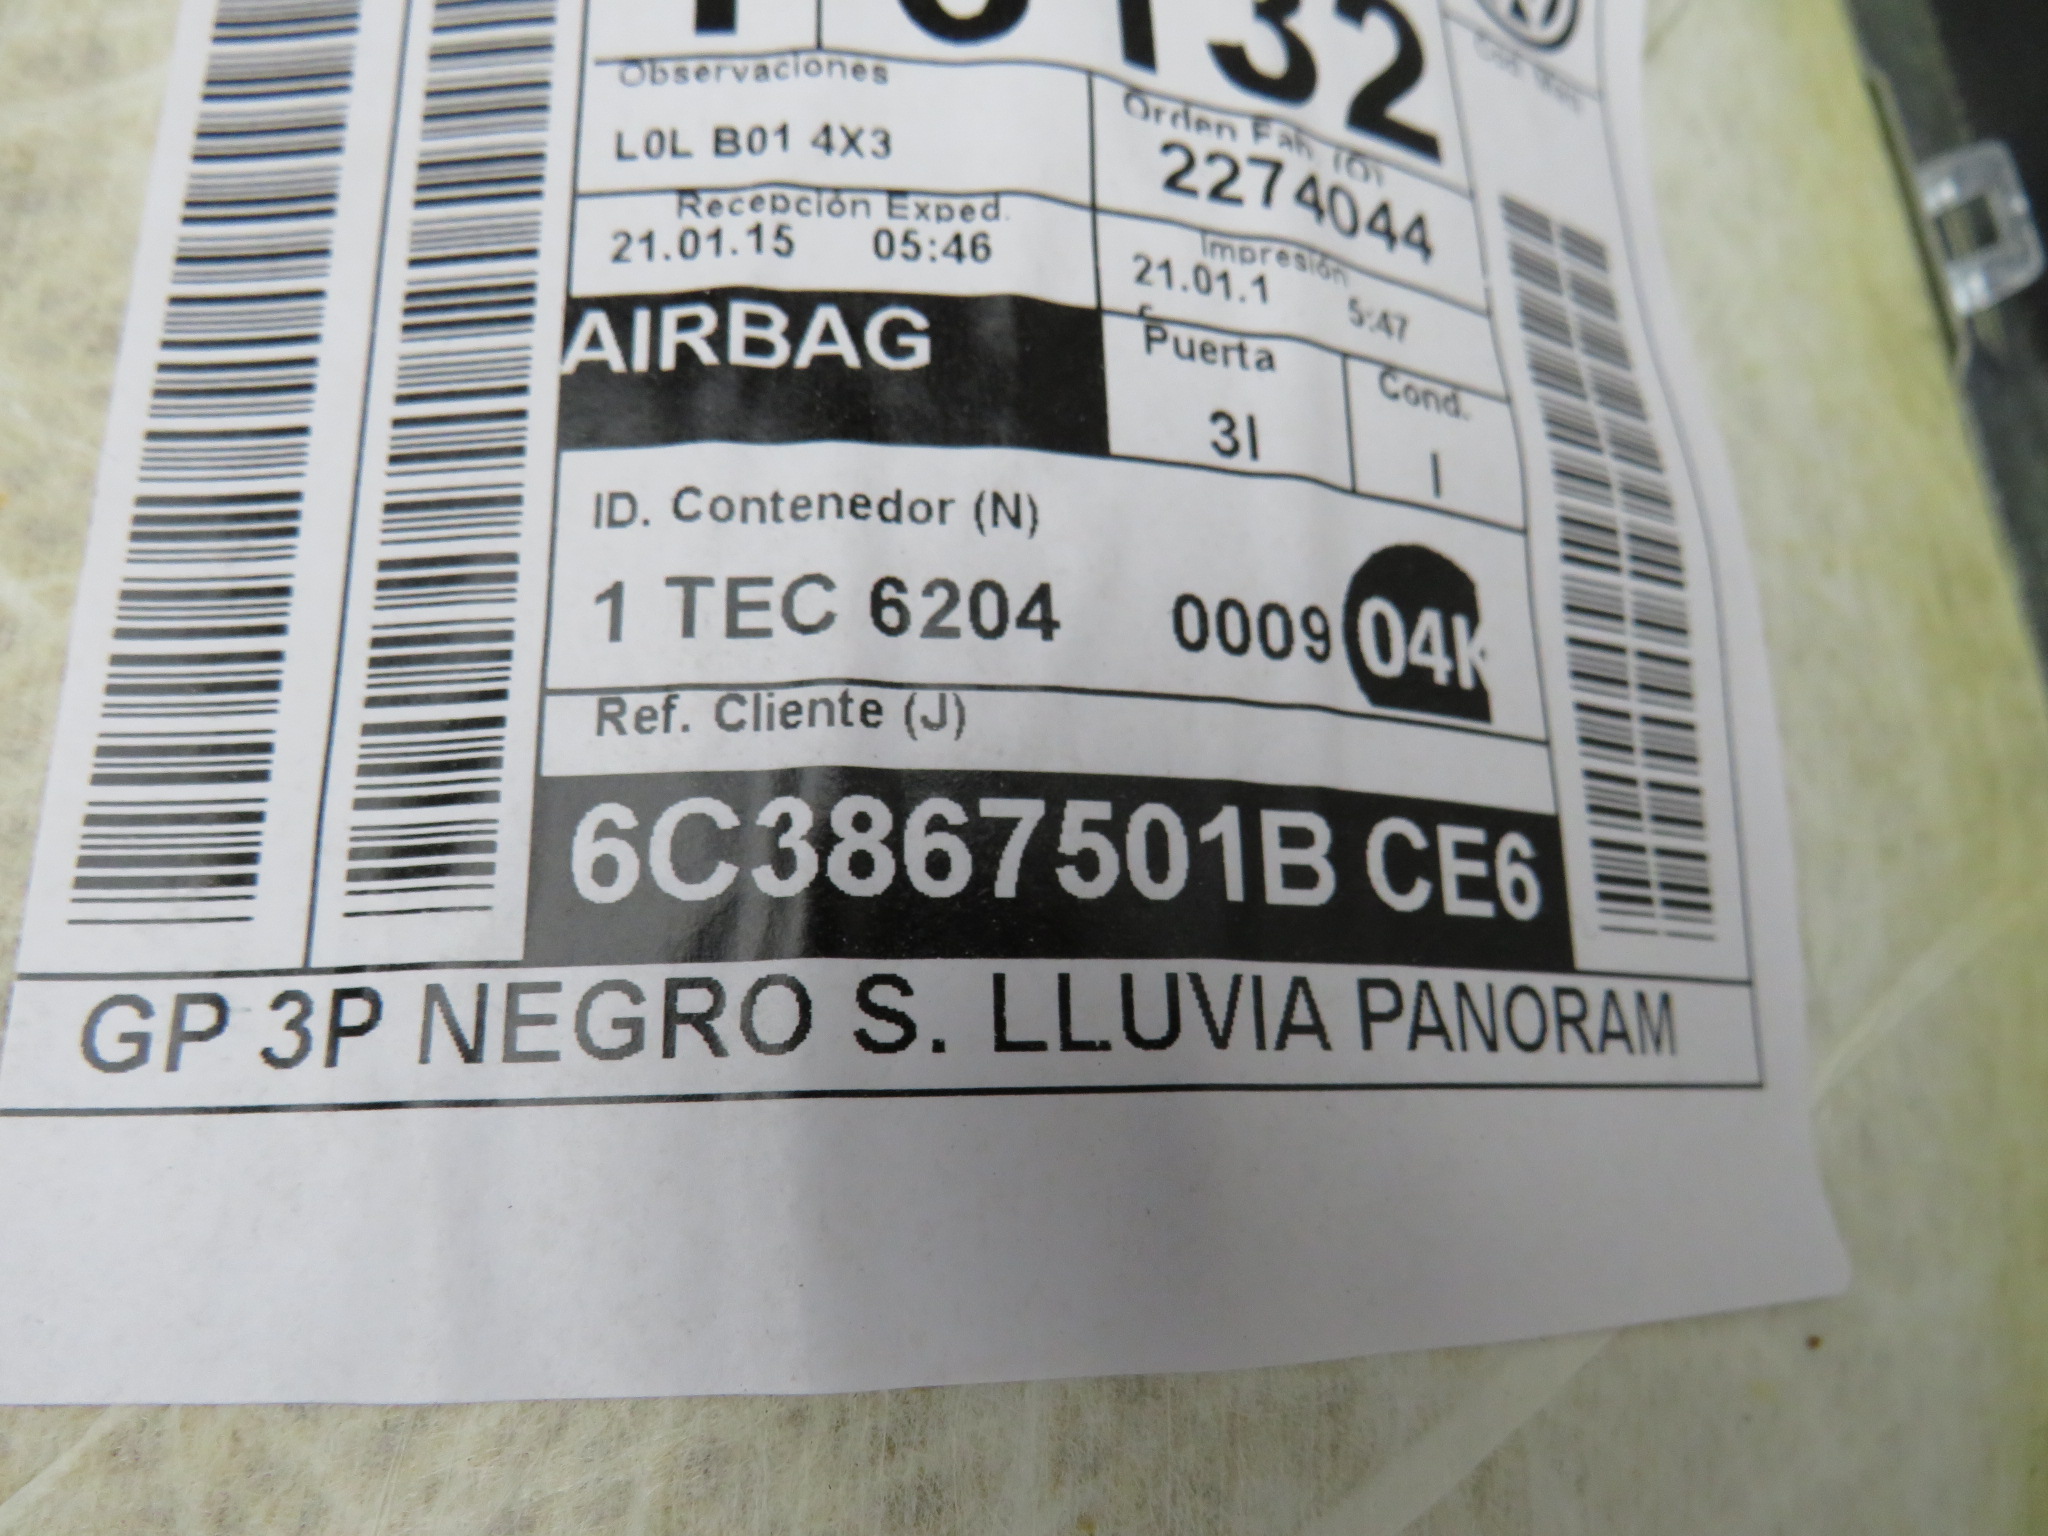 32
Observaciones
Orden Fab. (O)
L0L B01 4X3
2274044
Recepción Exped.
Impresión
21.01.15 05:46
21.01.1 5:47
AIRBAG
Puerta
Cond.
3I
I
ID. Contenedor (N)
1 TEC 6204 0009 04K
Ref. Cliente (J)
6C3867501B CE6
GP 3P NEGRO S. LLUVIA PANORAM